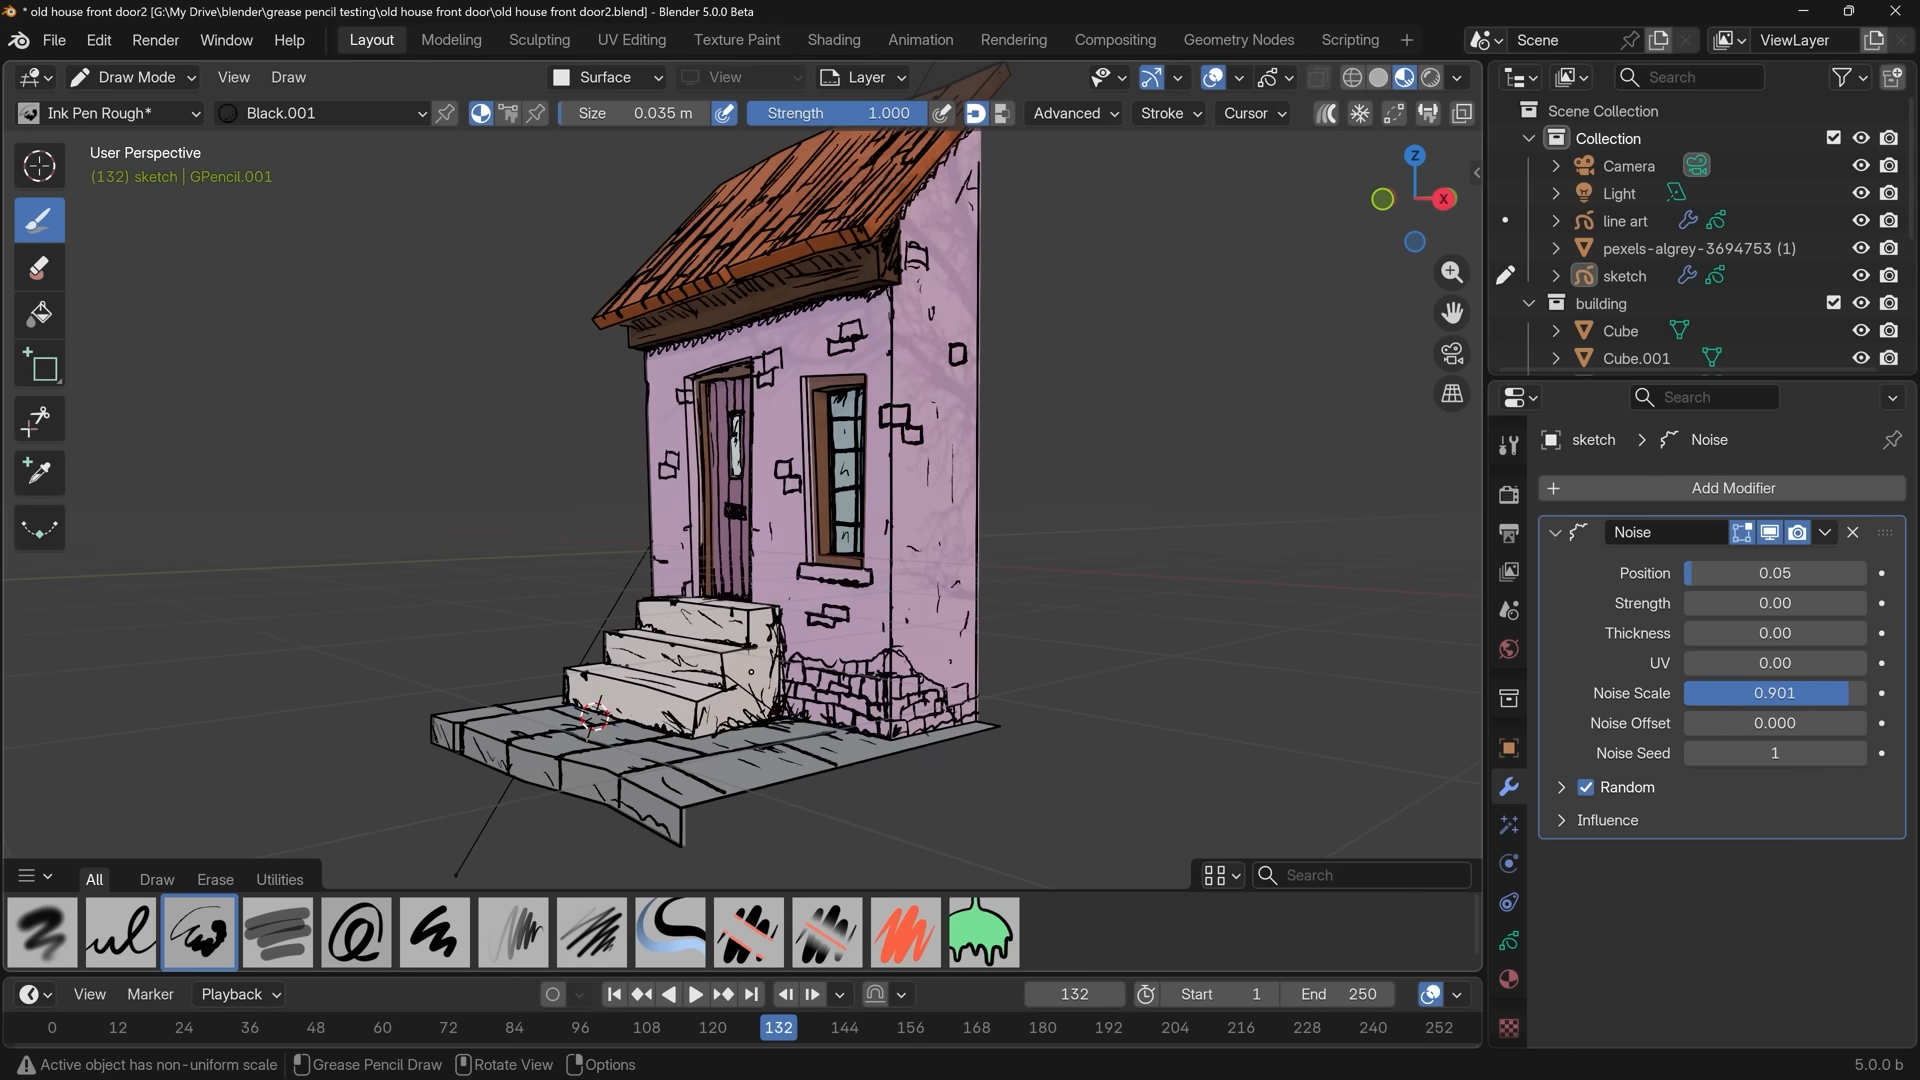 * old house front door2 [G:\My Drive\blender\grease pencil testing\old house front door\old house front door2.blend] - Blender 5.0.0 Beta
File Edit Render Window Help Layout Modeling Sculpting UV Editing Texture Paint Shading Animation Rendering Compositing Geometry Nodes Scripting + Scene ViewLayer
Draw Mode View Draw Surface View Layer Search
Ink Pen Rough* Black.001 Size 0.035 m Strength 1.000 Advanced Stroke Cursor
User Perspective
(132) sketch | GPencil.001
Z
X
Scene Collection
Collection
Camera
Light
line art
pexels-algrey-3694753 (1)
sketch
building
Cube
Cube.001
Search
sketch > Noise
+ Add Modifier
Noise
Position 0.05
Strength 0.00
Thickness 0.00
UV 0.00
Noise Scale 0.901
Noise Offset 0.000
Noise Seed 1
Random
Influence
All Draw Erase Utilities Search
View Marker Playback 132 Start 1 End 250
0 12 24 36 48 60 72 84 96 108 120 132 144 156 168 180 192 204 216 228 240 252
Active object has non-uniform scale Grease Pencil Draw Rotate View Options 5.0.0 b